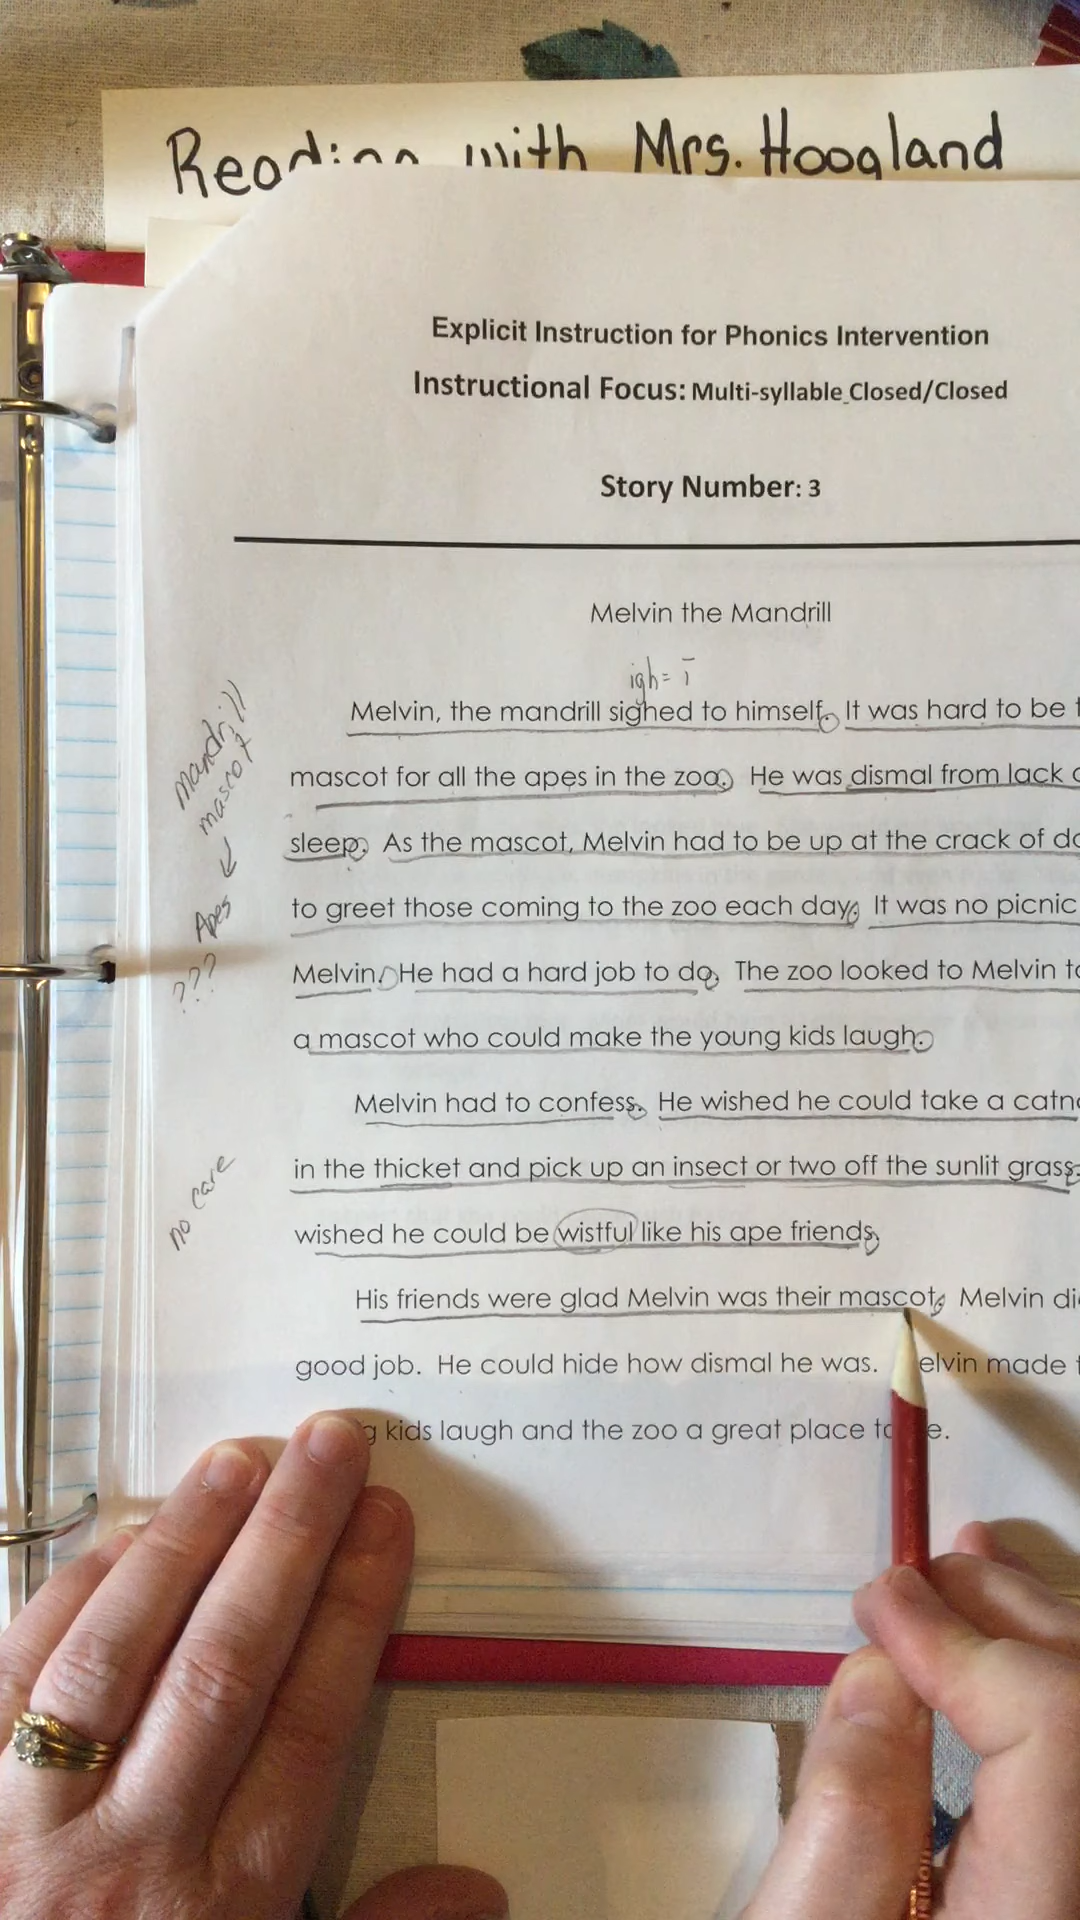 Reading with Mrs. Hoogland
Explicit Instruction for Phonics Intervention
Instructional Focus: Multi-syllable_Closed/Closed
Story Number: 3
Melvin the Mandrill
igh= ī
Melvin, the mandrill sighed to himself. It was hard to be
mascot for all the apes in the zoo. He was dismal from lack
sleep. As the mascot, Melvin had to be up at the crack of
to greet those coming to the zoo each day. It was no picnic
Melvin. He had a hard job to do. The zoo looked to Melvin
a mascot who could make the young kids laugh.
Melvin had to confess. He wished he could take a
in the thicket and pick up an insect or two off the sunlit grass.
wished he could be wistful like his ape friends.
His friends were glad Melvin was their mascot. Melvin
good job. He could hide how dismal he was. made
kids laugh and the zoo a great place
mandrill
mascot
Apes
???
no care